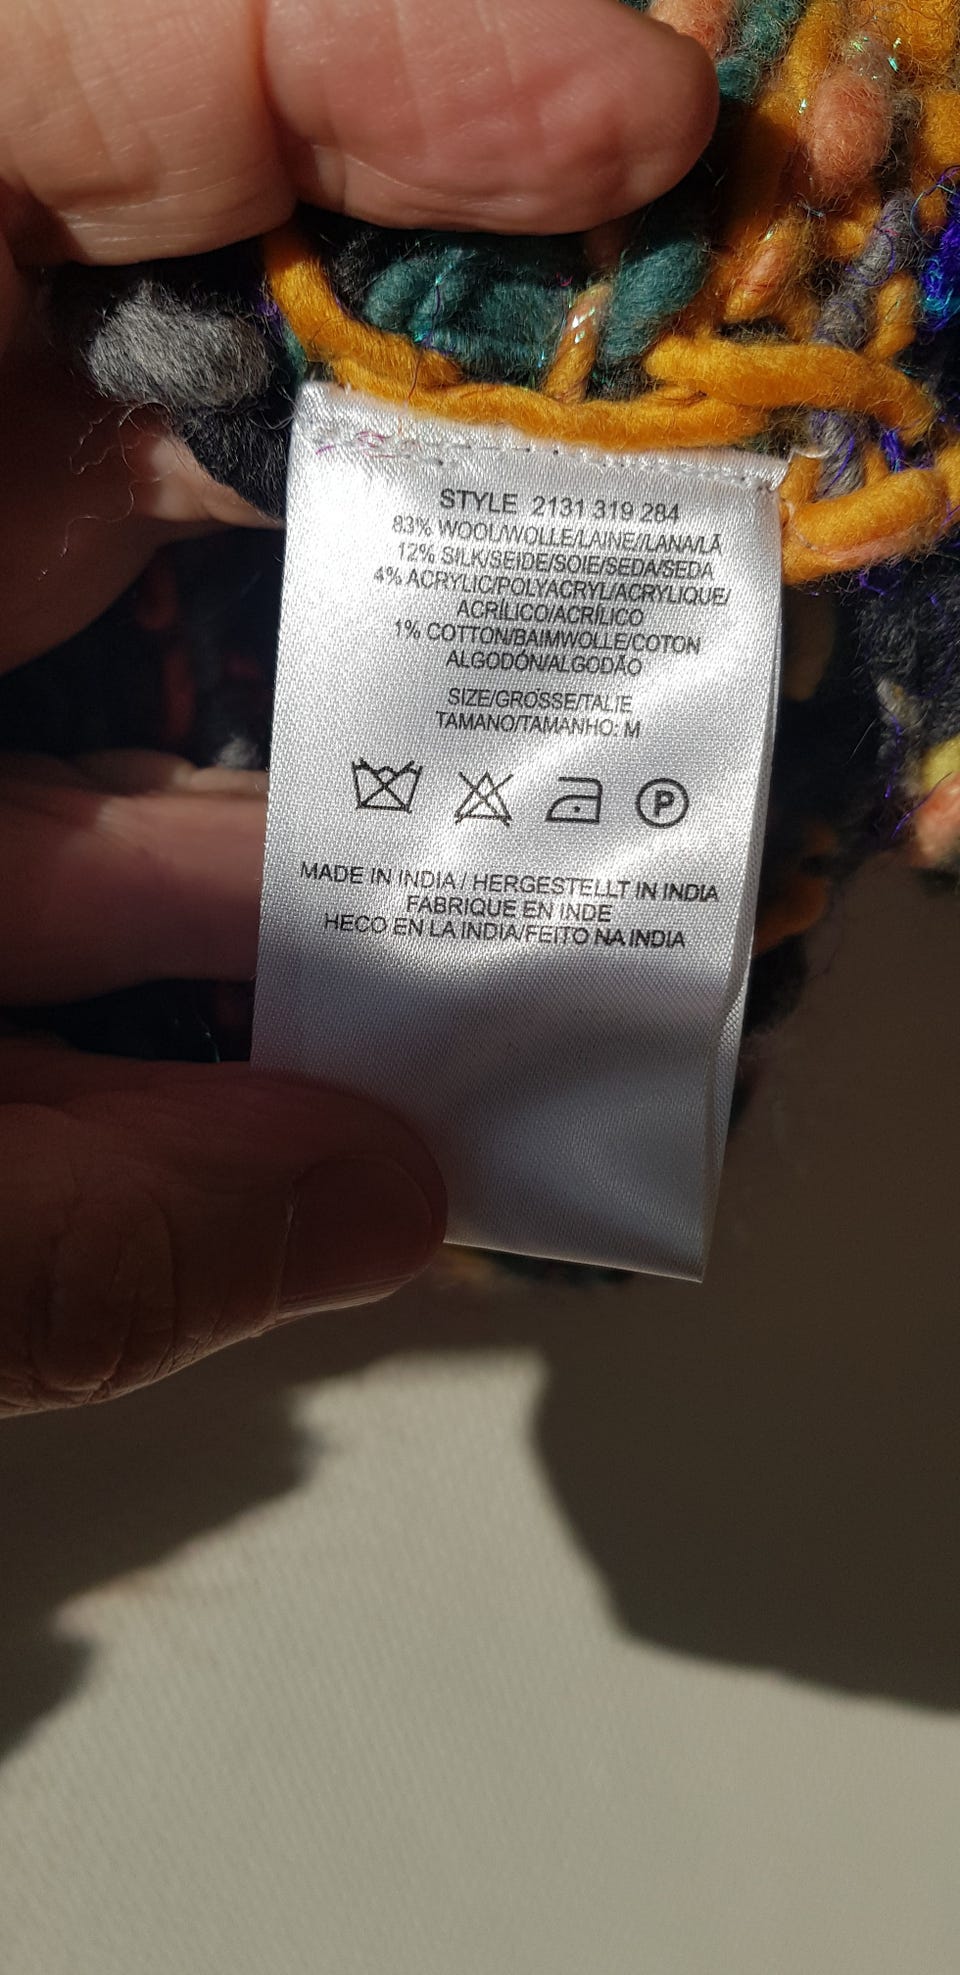 STYLE 2131 319 284
83% WOOL/WOLLE/LAINE//LANA/LÃ
12% SILK/SEIDE/SOIE/SEDA/SEDA
4% ACRYLIC/POLYACRYL/ACRYLIQUE/
ACRÍLICO/ACRÍLICO
1% COTTON/BAIMWOLLE/COTON
ALGODÓN/ALGODÃO
SIZE/GROSSE/TALIE
TAMANO/TAMANHO: M
P
MADE IN INDIA / HERGESTELLT IN INDIA
FABRIQUE EN INDE
HECO EN LA INDIA/FEITO NA INDIA